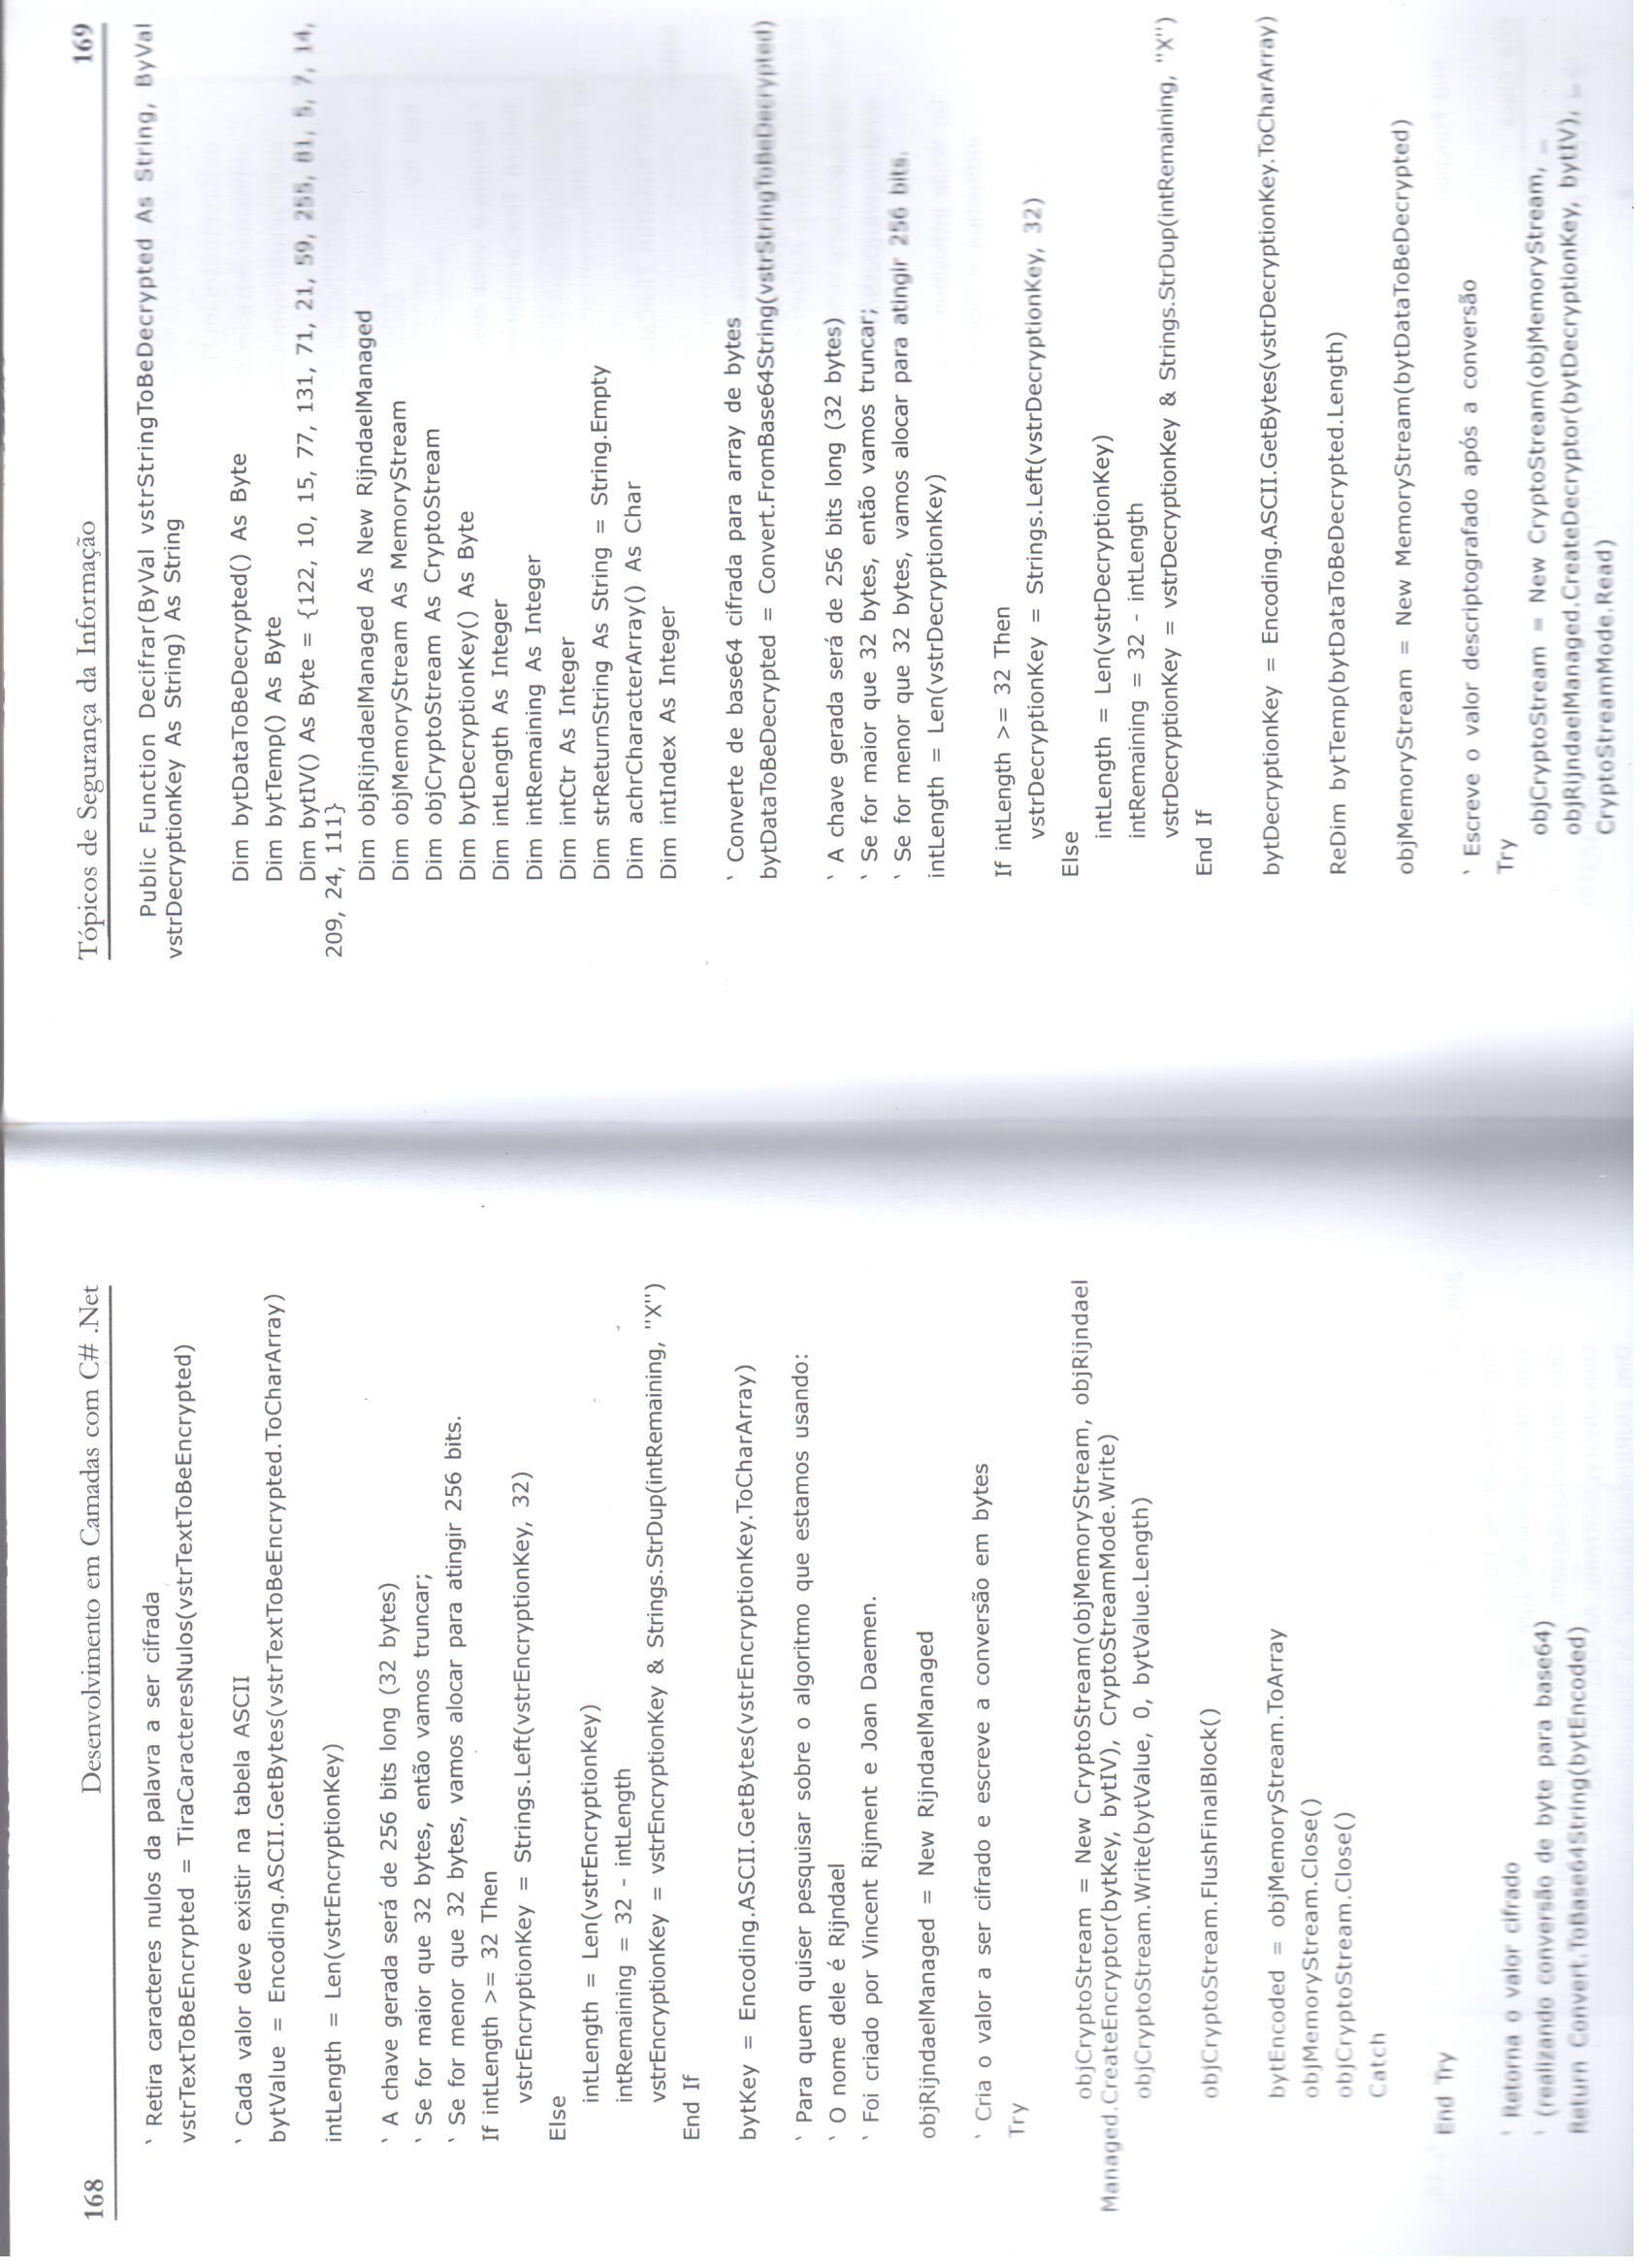 168
Desenvolvimento em Camadas com C# .Net
' Retira caracteres nulos da palavra a ser cifrada
vstrTextToBeEncrypted = TiraCaracteresNulos(vstrTextToBeEncrypted)
' Cada valor deve existir na tabela ASCII
bytValue = Encoding.ASCII.GetBytes(vstrTextToBeEncrypted.ToCharArray)
intLength = Len(vstrEncryptionKey)
' A chave gerada será de 256 bits long (32 bytes)
' Se for maior que 32 bytes, então vamos truncar;
' Se for menor que 32 bytes, vamos alocar para atingir 256 bits.
If intLength >= 32 Then
vstrEncryptionKey = Strings.Left(vstrEncryptionKey, 32)
Else
intLength = Len(vstrEncryptionKey)
intRemaining = 32 - intLength
vstrEncryptionKey = vstrEncryptionKey & Strings.StrDup(intRemaining, "X")
End If
bytKey = Encoding.ASCII.GetBytes(vstrEncryptionKey.ToCharArray)
' Para quem quiser pesquisar sobre o algoritmo que estamos usando:
' O nome dele é Rijndael
' Foi criado por Vincent Rijment e Joan Daemen.
objRijndaelManaged = New RijndaelManaged
' Cria o valor a ser cifrado e escreve a conversão em bytes
Try
objCryptoStream = New CryptoStream(objMemoryStream, objRijndael
Managed.CreateEncryptor(bytKey, bytIV), CryptoStreamMode.Write)
objCryptoStream.Write(bytValue, 0, bytValue.Length)
objCryptoStream.FlushFinalBlock()
bytEncoded = objMemoryStream.ToArray
objMemoryStream.Close()
objCryptoStream.Close()
Catch
End Try
' Retorna o valor cifrado
' (realizando conversão de byte para base64)
Return Convert.ToBase64String(bytEncoded)
Tópicos de Segurança da Informação
169
Public Function Decifrar(ByVal vstrStringToBeDecrypted As String, ByVal
vstrDecryptionKey As String) As String
Dim bytDataToBeDecrypted() As Byte
Dim bytTemp() As Byte
Dim bytIV() As Byte = {122, 10, 15, 77, 131, 71, 21, 59, 255, 81, 5, 7, 14,
209, 24, 111}
Dim objRijndaelManaged As New RijndaelManaged
Dim objMemoryStream As MemoryStream
Dim objCryptoStream As CryptoStream
Dim bytDecryptionKey() As Byte
Dim intLength As Integer
Dim intRemaining As Integer
Dim intCtr As Integer
Dim strReturnString As String = String.Empty
Dim achrCharacterArray() As Char
Dim intIndex As Integer
' Converte de base64 cifrada para array de bytes
bytDataToBeDecrypted = Convert.FromBase64String(vstrStringToBeDecrypted)
' A chave gerada será de 256 bits long (32 bytes)
' Se for maior que 32 bytes, então vamos truncar;
' Se for menor que 32 bytes, vamos alocar para atingir 256 bits.
intLength = Len(vstrDecryptionKey)
If intLength >= 32 Then
vstrDecryptionKey = Strings.Left(vstrDecryptionKey, 32)
Else
intLength = Len(vstrDecryptionKey)
intRemaining = 32 - intLength
vstrDecryptionKey = vstrDecryptionKey & Strings.StrDup(intRemaining, "X")
End If
bytDecryptionKey = Encoding.ASCII.GetBytes(vstrDecryptionKey.ToCharArray)
ReDim bytTemp(bytDataToBeDecrypted.Length)
objMemoryStream = New MemoryStream(bytDataToBeDecrypted)
' Escreve o valor descriptografado após a conversão
Try
objCryptoStream = New CryptoStream(objMemoryStream, _
objRijndaelManaged.CreateDecryptor(bytDecryptionKey, bytIV), _
CryptoStreamMode.Read)